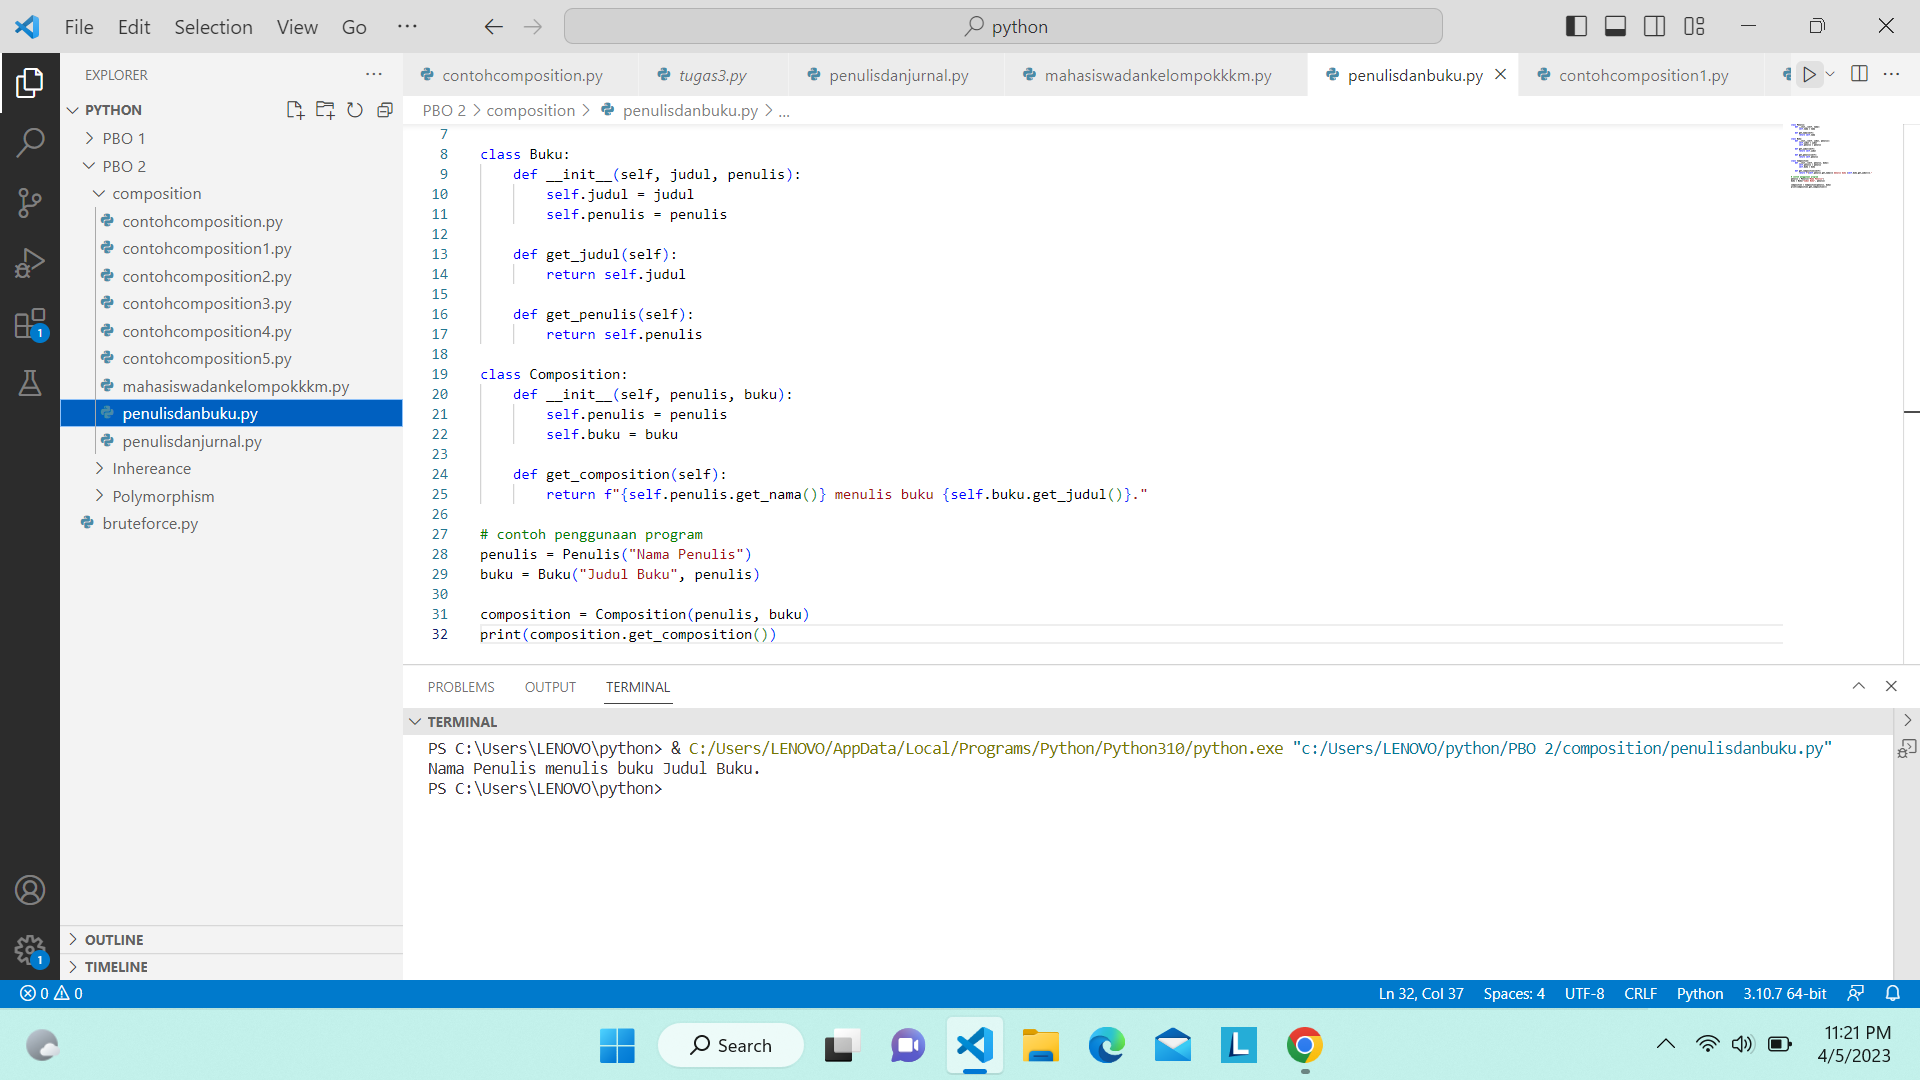 File Edit Selection View Go ··· python
EXPLORER ···
PYTHON
PBO 1
PBO 2
composition
contohcomposition.py
contohcomposition1.py
contohcomposition2.py
contohcomposition3.py
contohcomposition4.py
contohcomposition5.py
mahasiswadankelompokkkm.py
penulisdanbuku.py
penulisdanjurnal.py
Inhereance
Polymorphism
bruteforce.py
OUTLINE
TIMELINE
contohcomposition.py tugas3.py penulisdanjurnal.py mahasiswadankelompokkkm.py penulisdanbuku.py contohcomposition1.py ···
PBO 2 > composition > penulisdanbuku.py > ...
7
8 class Buku:
9 def __init__(self, judul, penulis):
10 self.judul = judul
11 self.penulis = penulis
12
13 def get_judul(self):
14 return self.judul
15
16 def get_penulis(self):
17 return self.penulis
18
19 class Composition:
20 def __init__(self, penulis, buku):
21 self.penulis = penulis
22 self.buku = buku
23
24 def get_composition(self):
25 return f"{self.penulis.get_nama()} menulis buku {self.buku.get_judul()}."
26
27 # contoh penggunaan program
28 penulis = Penulis("Nama Penulis")
29 buku = Buku("Judul Buku", penulis)
30
31 composition = Composition(penulis, buku)
32 print(composition.get_composition())
PROBLEMS OUTPUT TERMINAL
TERMINAL
PS C:\Users\LENOVO\python> & C:/Users/LENOVO/AppData/Local/Programs/Python/Python310/python.exe "c:/Users/LENOVO/python/PBO 2/composition/penulisdanbuku.py"
Nama Penulis menulis buku Judul Buku.
PS C:\Users\LENOVO\python>
1
1
0 0 Ln 32, Col 37 Spaces: 4 UTF-8 CRLF Python 3.10.7 64-bit
Search
L
11:21 PM
4/5/2023